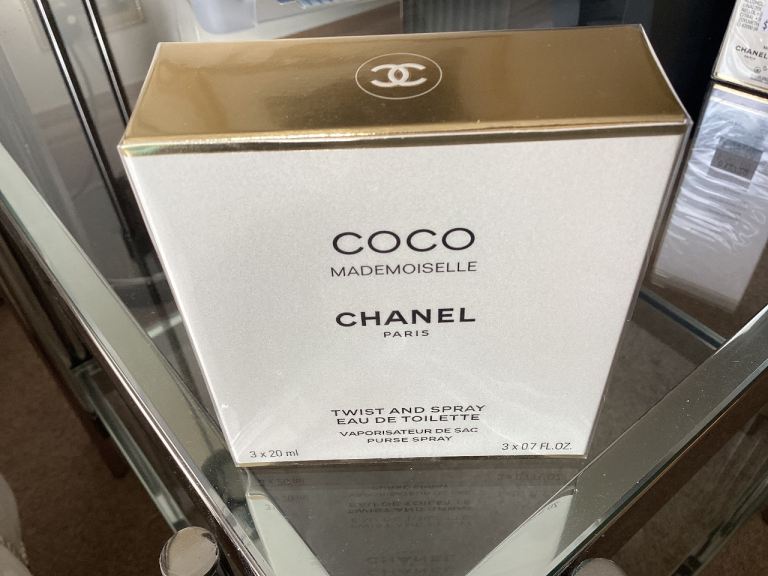 COCO
MADEMOISELLE
CHANEL
PARIS
TWIST AND SPRAY
EAU DE TOILETTE
VAPORISATEUR DE SAC
PURSE SPRAY
3 x 20 ml
3 x 0.7 FL.OZ.
CHANEL